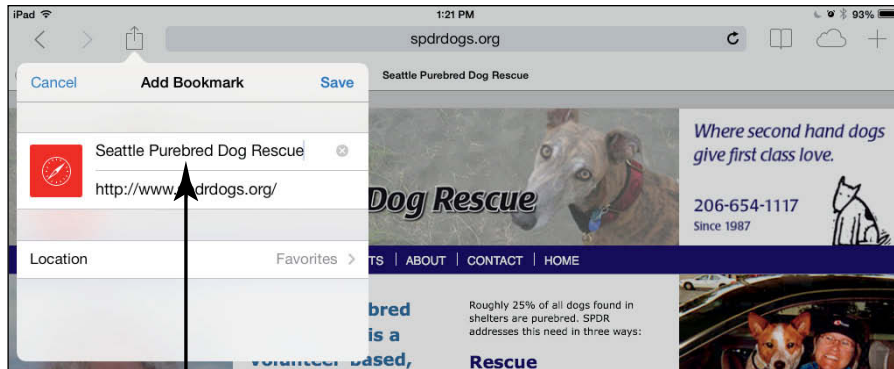 iPad 1:21 PM 93%
spdrdogs.org
Seattle Purebred Dog Rescue
Cancel Add Bookmark Save
Seattle Purebred Dog Rescue
http://www.spdrdogs.org/
Location Favorites >
Dog Rescue
Where second hand dogs
give first class love.
206-654-1117
Since 1987
TS | ABOUT | CONTACT | HOME
bred
is a
based,
Roughly 25% of all dogs found in
shelters are purebred. SPDR
addresses this need in three ways:
Rescue